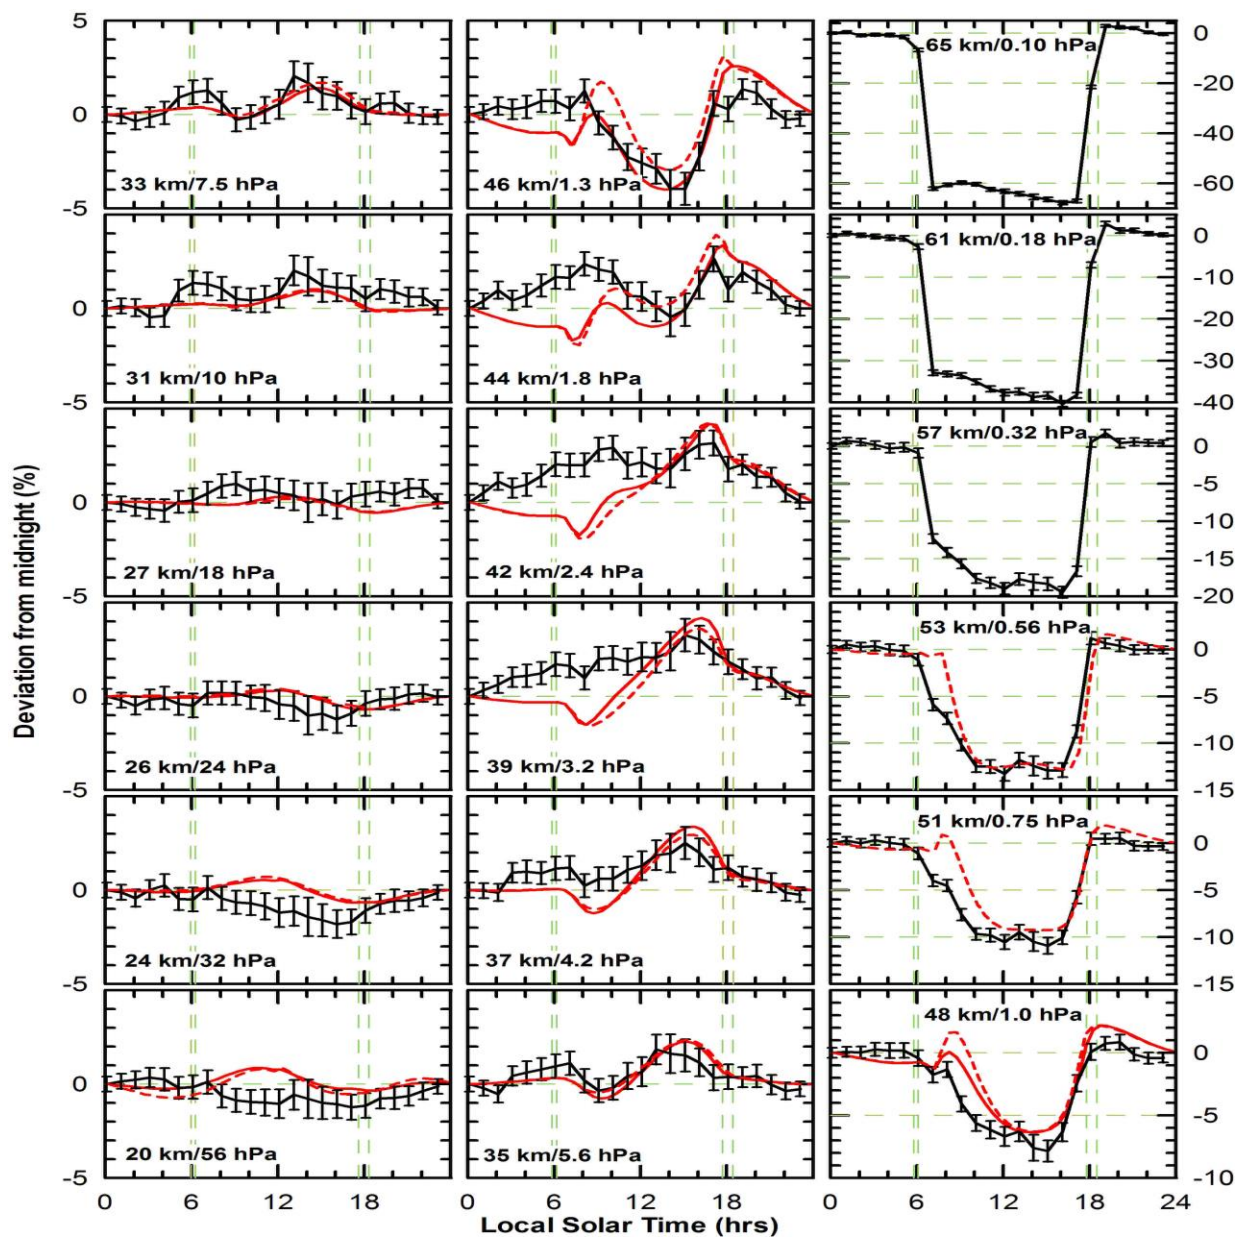 Deviation from midnight (%)
5
0
-5
33 km/7.5 hPa
46 km/1.3 hPa
65 km/0.10 hPa
0
-20
-40
-60
0
-5
31 km/10 hPa
44 km/1.8 hPa
61 km/0.18 hPa
0
-10
-20
-30
-40
0
-5
27 km/18 hPa
42 km/2.4 hPa
57 km/0.32 hPa
0
-5
-10
-15
-20
0
-5
26 km/24 hPa
39 km/3.2 hPa
53 km/0.56 hPa
0
-5
-10
-15
0
-5
24 km/32 hPa
37 km/4.2 hPa
51 km/0.75 hPa
0
-5
-10
-15
0
-5
20 km/56 hPa
35 km/5.6 hPa
48 km/1.0 hPa
0
-5
-10
0 6 12 18 0 6 12 18 0 6 12 18 24
Local Solar Time (hrs)